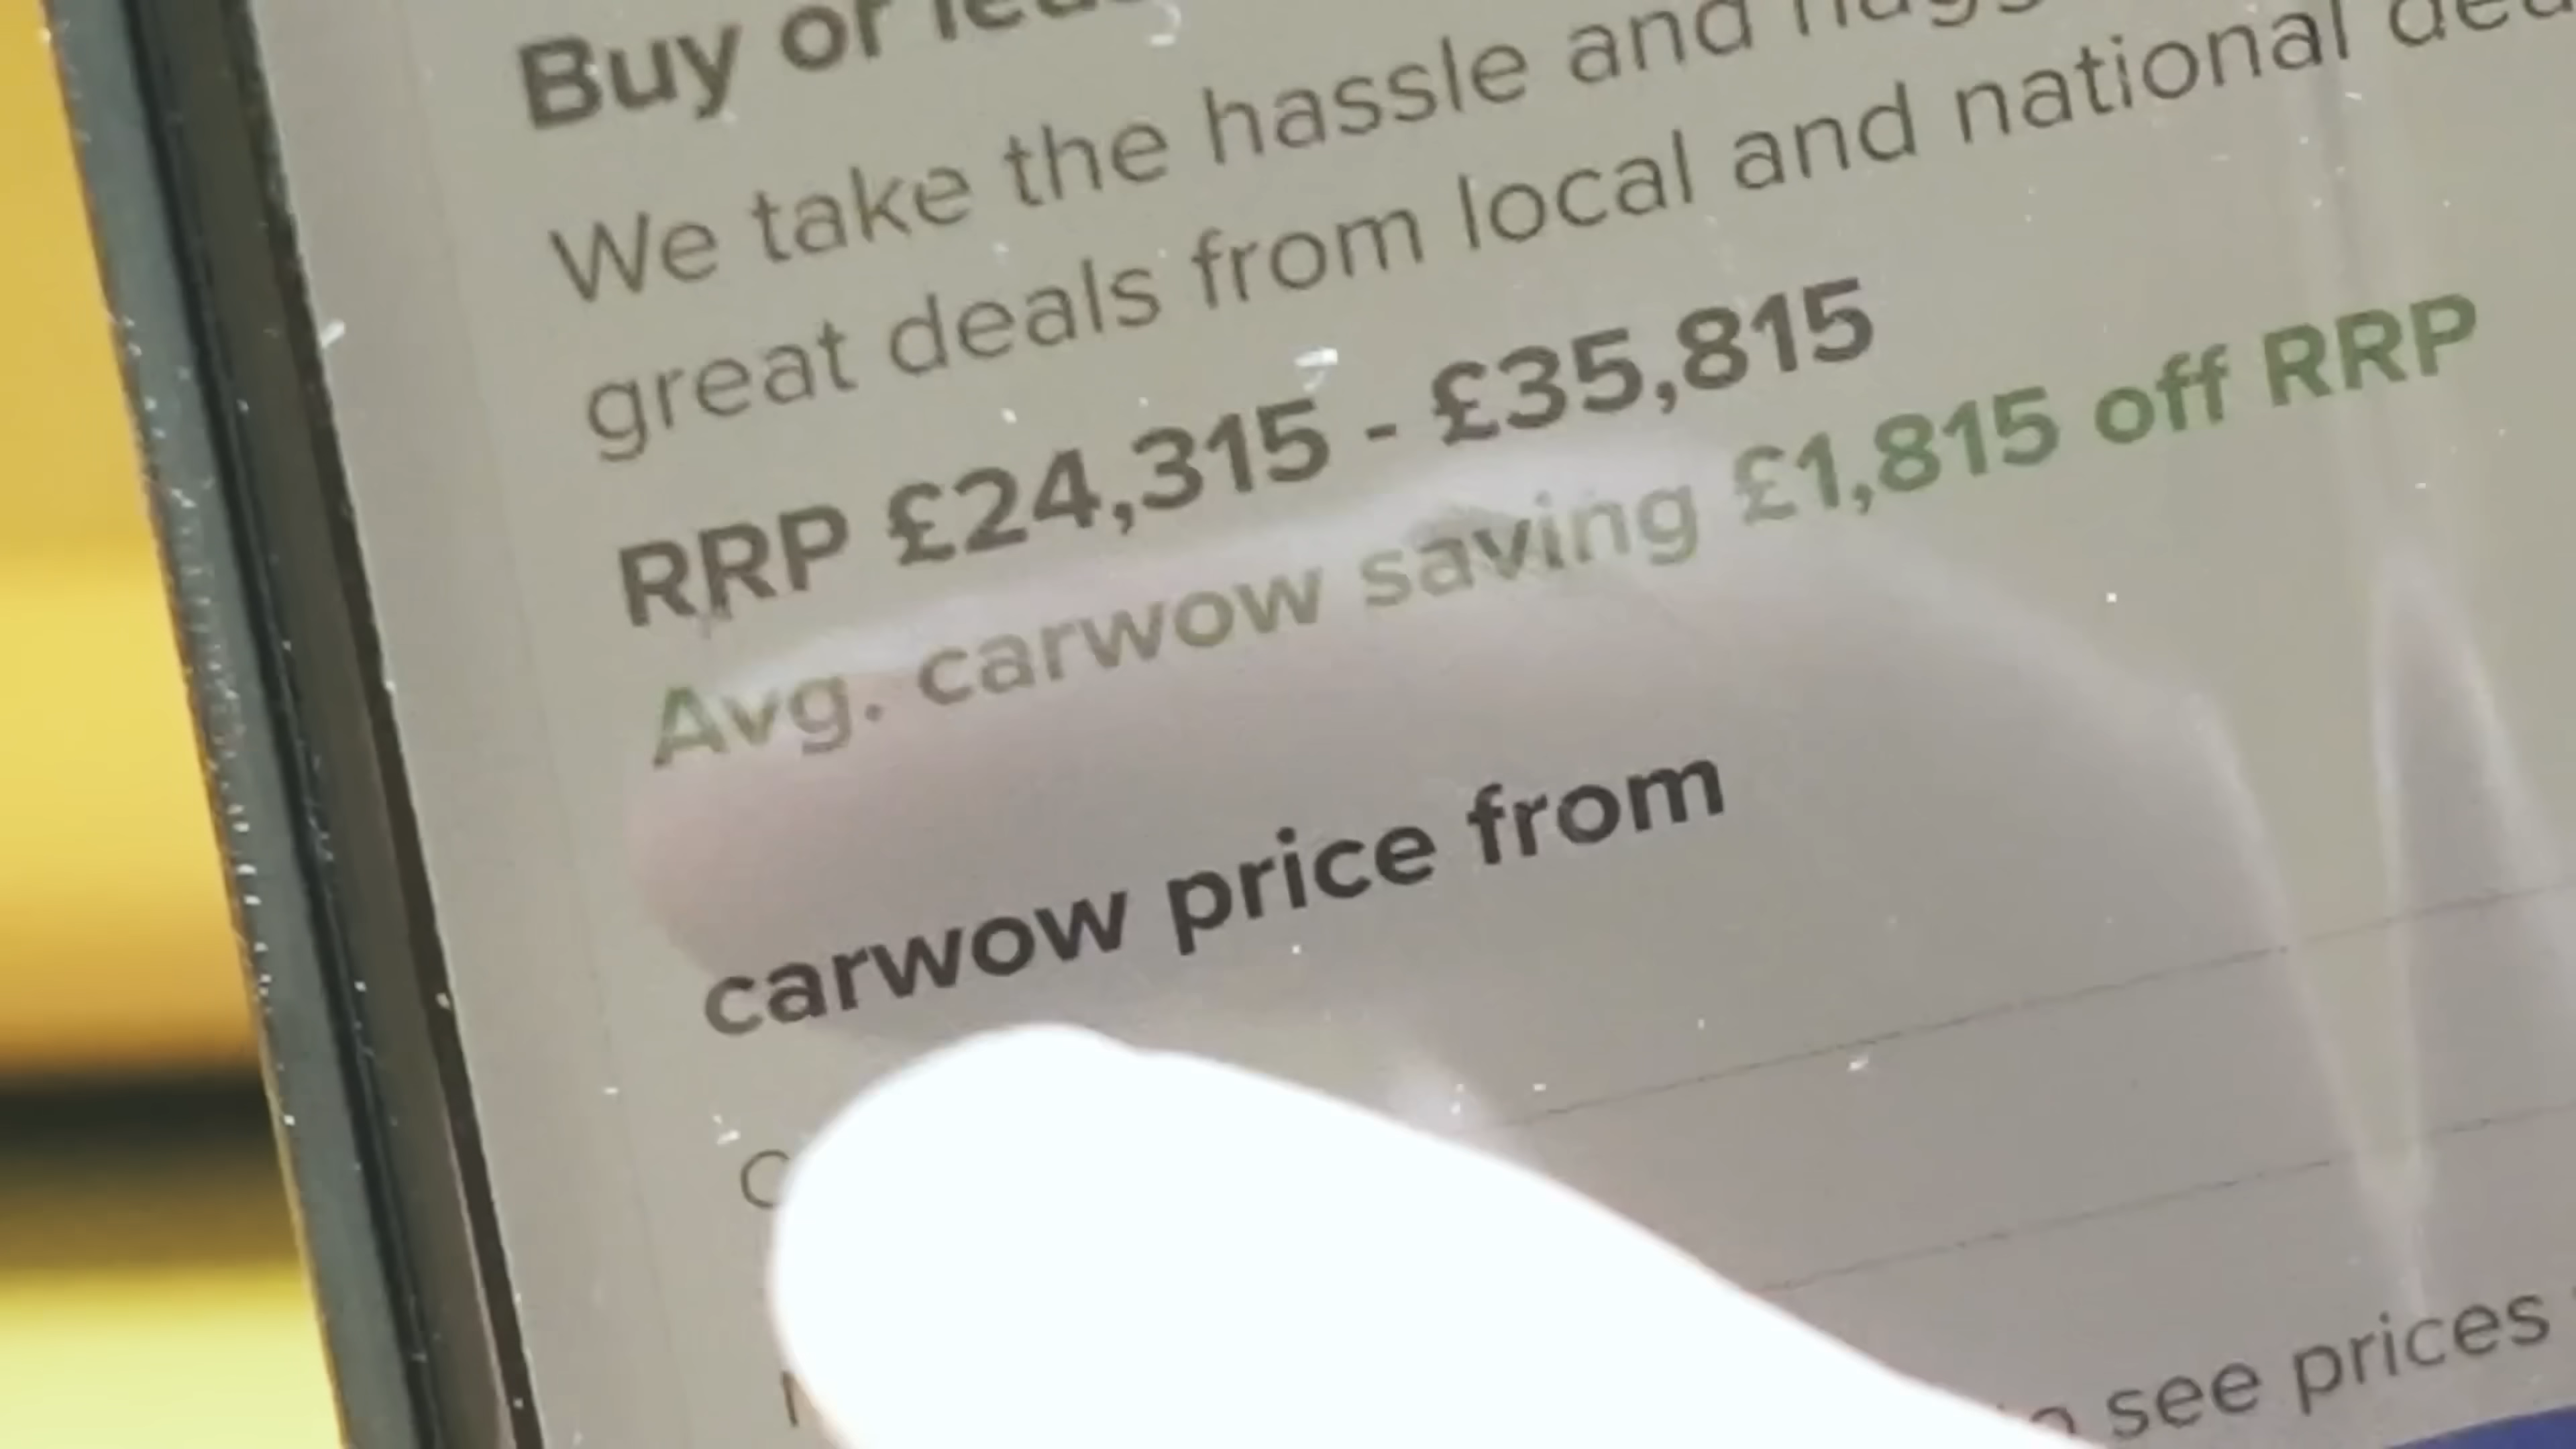 Buy or
We take the hassle and
great deals from local and national
RRP £24,315 - £35,815
Avg. carwow saving £1,815 off RRP
carwow price from
see prices